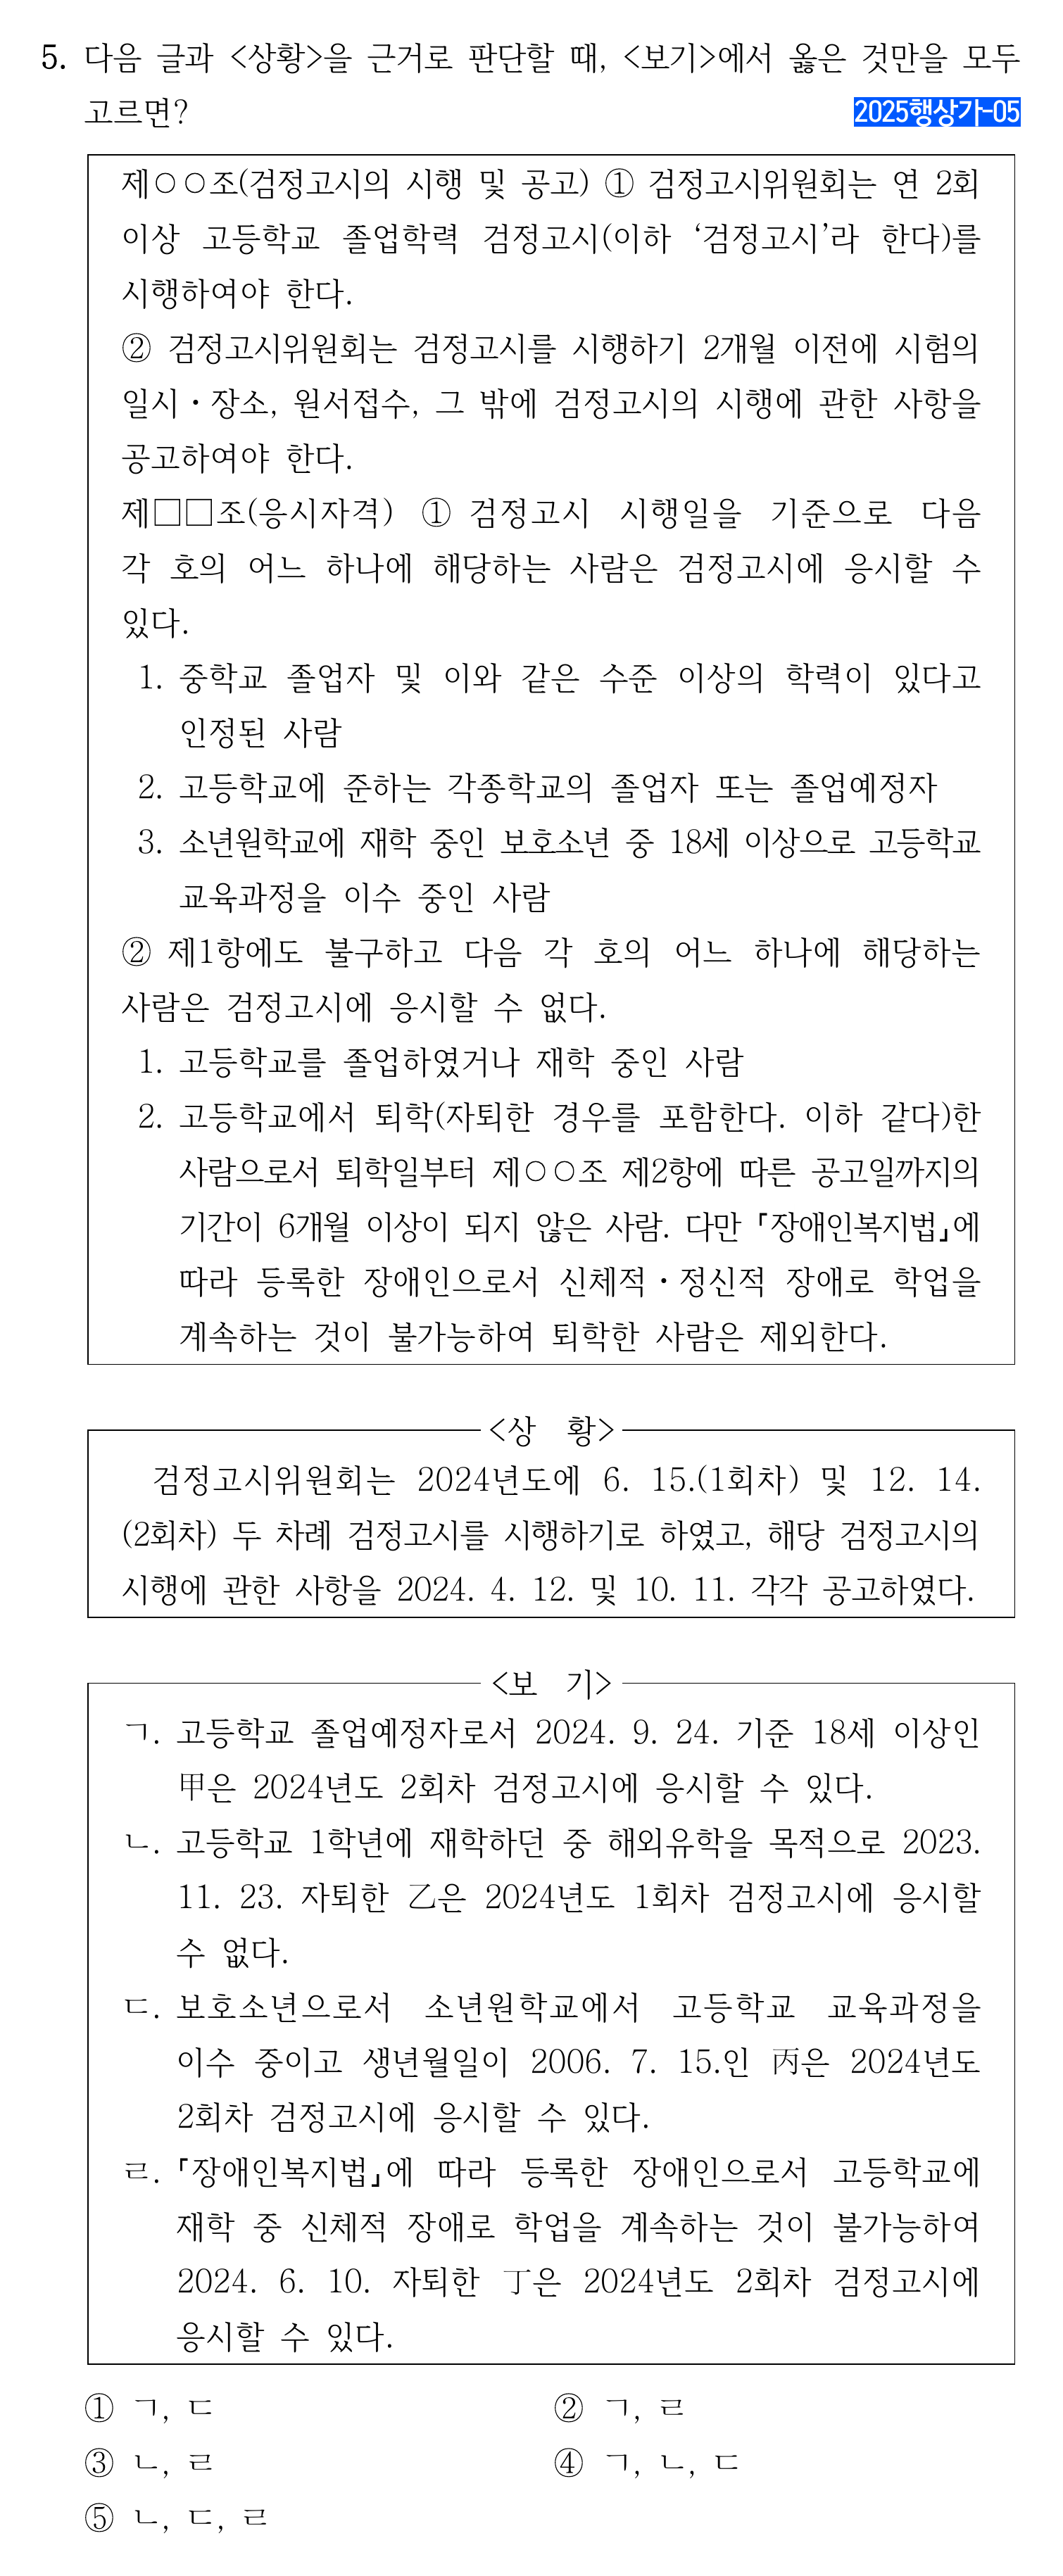 5. 다음 글과 <상황>을 근거로 판단할 때, <보기>에서 옳은 것만을 모두
고르면?
2025행상가-05
제○○조(검정고시의 시행 및 공고) ① 검정고시위원회는 연 2회
이상 고등학교 졸업학력 검정고시(이하 ‘검정고시’라 한다)를
시행하여야 한다.
② 검정고시위원회는 검정고시를 시행하기 2개월 이전에 시험의
일시・장소, 원서접수, 그 밖에 검정고시의 시행에 관한 사항을
공고하여야 한다.
제□□조(응시자격) ① 검정고시 시행일을 기준으로 다음
각 호의 어느 하나에 해당하는 사람은 검정고시에 응시할 수
있다.
1. 중학교 졸업자 및 이와 같은 수준 이상의 학력이 있다고
인정된 사람
2. 고등학교에 준하는 각종학교의 졸업자 또는 졸업예정자
3. 소년원학교에 재학 중인 보호소년 중 18세 이상으로 고등학교
교육과정을 이수 중인 사람
② 제1항에도 불구하고 다음 각 호의 어느 하나에 해당하는
사람은 검정고시에 응시할 수 없다.
1. 고등학교를 졸업하였거나 재학 중인 사람
2. 고등학교에서 퇴학(자퇴한 경우를 포함한다. 이하 같다)한
사람으로서 퇴학일부터 제○○조 제2항에 따른 공고일까지의
기간이 6개월 이상이 되지 않은 사람. 다만 「장애인복지법」에
따라 등록한 장애인으로서 신체적・정신적 장애로 학업을
계속하는 것이 불가능하여 퇴학한 사람은 제외한다.
<상 황>
검정고시위원회는 2024년도에 6. 15.(1회차) 및 12. 14.
(2회차) 두 차례 검정고시를 시행하기로 하였고, 해당 검정고시의
시행에 관한 사항을 2024. 4. 12. 및 10. 11. 각각 공고하였다.
<보 기>
ㄱ. 고등학교 졸업예정자로서 2024. 9. 24. 기준 18세 이상인
甲은 2024년도 2회차 검정고시에 응시할 수 있다.
ㄴ. 고등학교 1학년에 재학하던 중 해외유학을 목적으로 2023.
11. 23. 자퇴한 乙은 2024년도 1회차 검정고시에 응시할
수 없다.
ㄷ. 보호소년으로서 소년원학교에서 고등학교 교육과정을
이수 중이고 생년월일이 2006. 7. 15.인 丙은 2024년도
2회차 검정고시에 응시할 수 있다.
ㄹ. 「장애인복지법」에 따라 등록한 장애인으로서 고등학교에
재학 중 신체적 장애로 학업을 계속하는 것이 불가능하여
2024. 6. 10. 자퇴한 丁은 2024년도 2회차 검정고시에
응시할 수 있다.
① ㄱ, ㄷ ② ㄱ, ㄹ
③ ㄴ, ㄹ ④ ㄱ, ㄴ, ㄷ
⑤ ㄴ, ㄷ, ㄹ